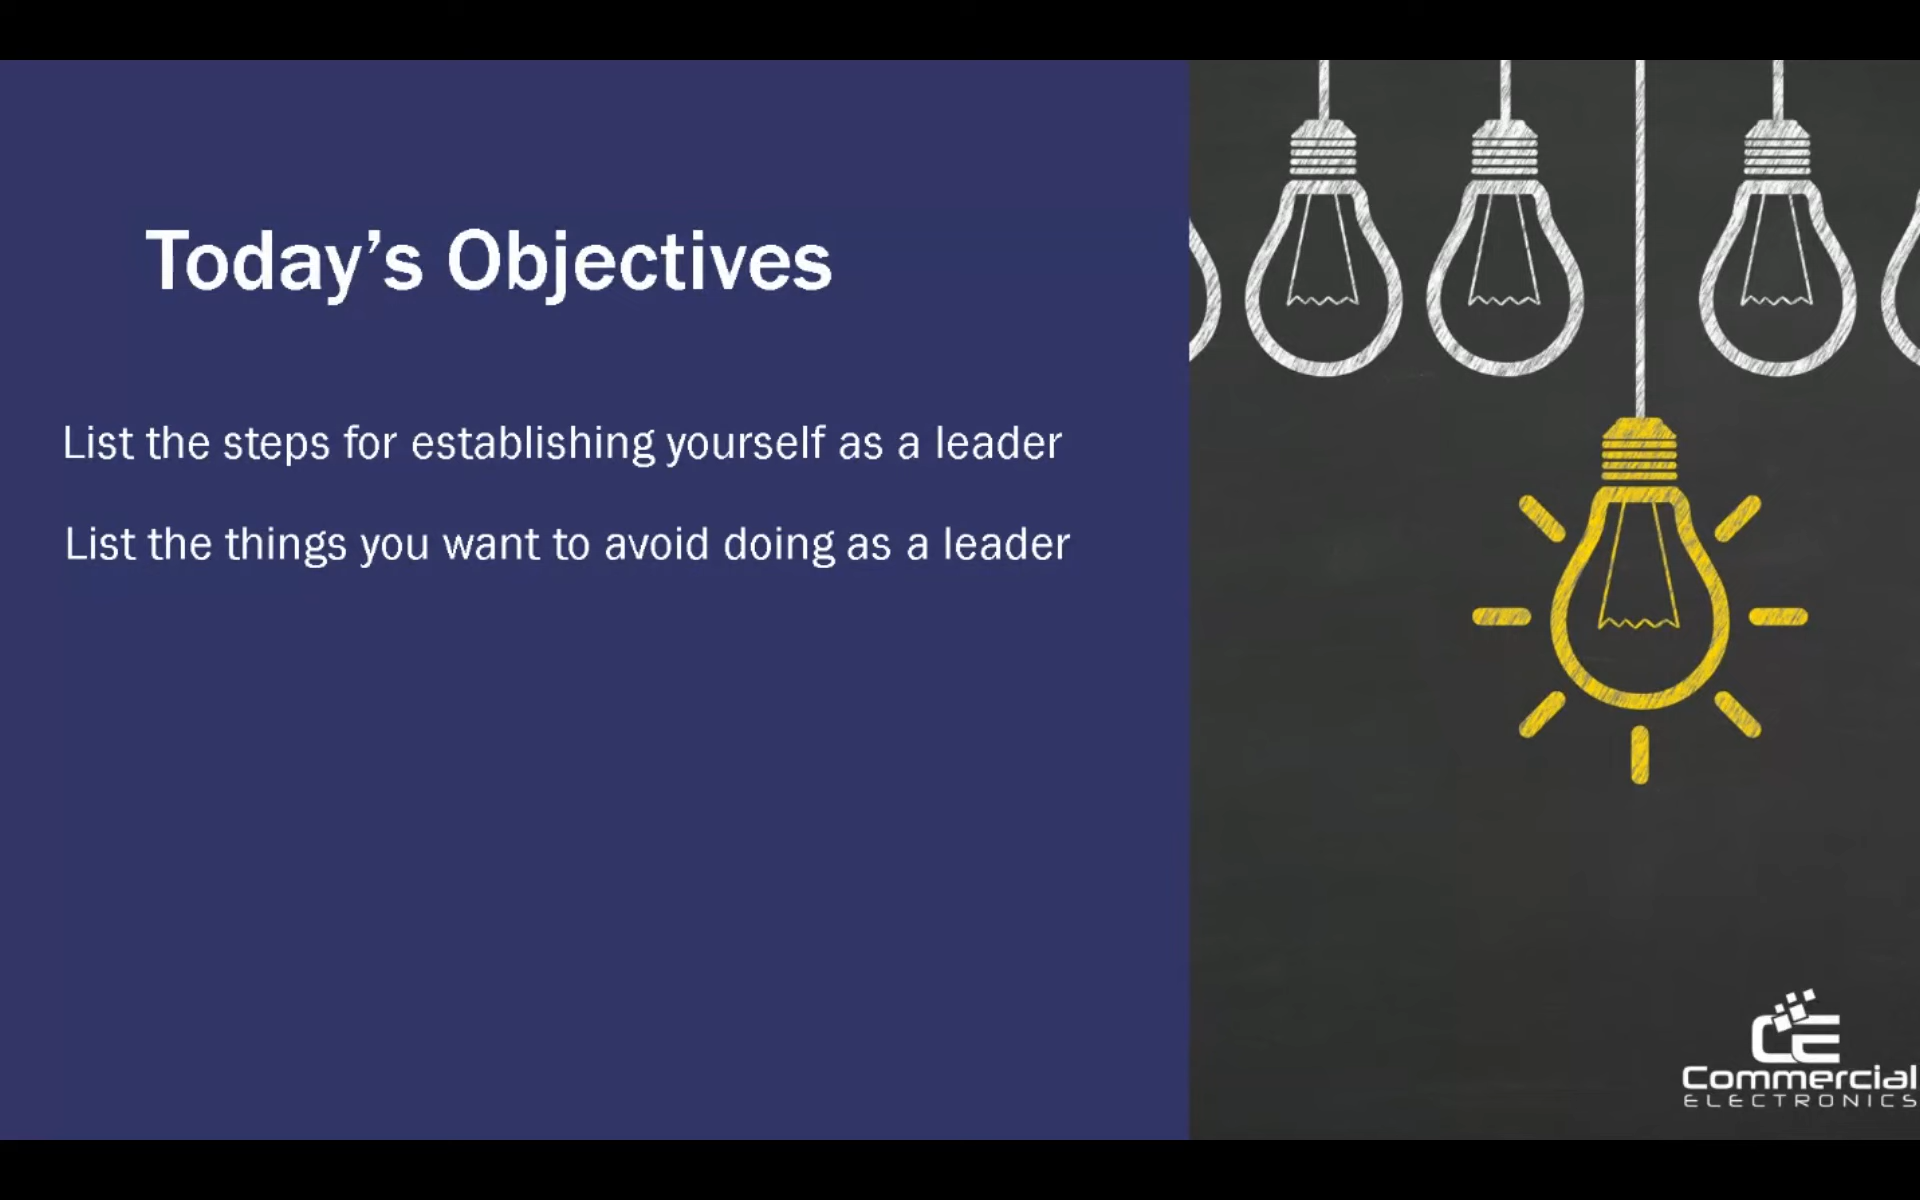 Today’s Objectives
List the steps for establishing yourself as a leader
List the things you want to avoid doing as a leader
CE
Commercial
ELECTRONICS